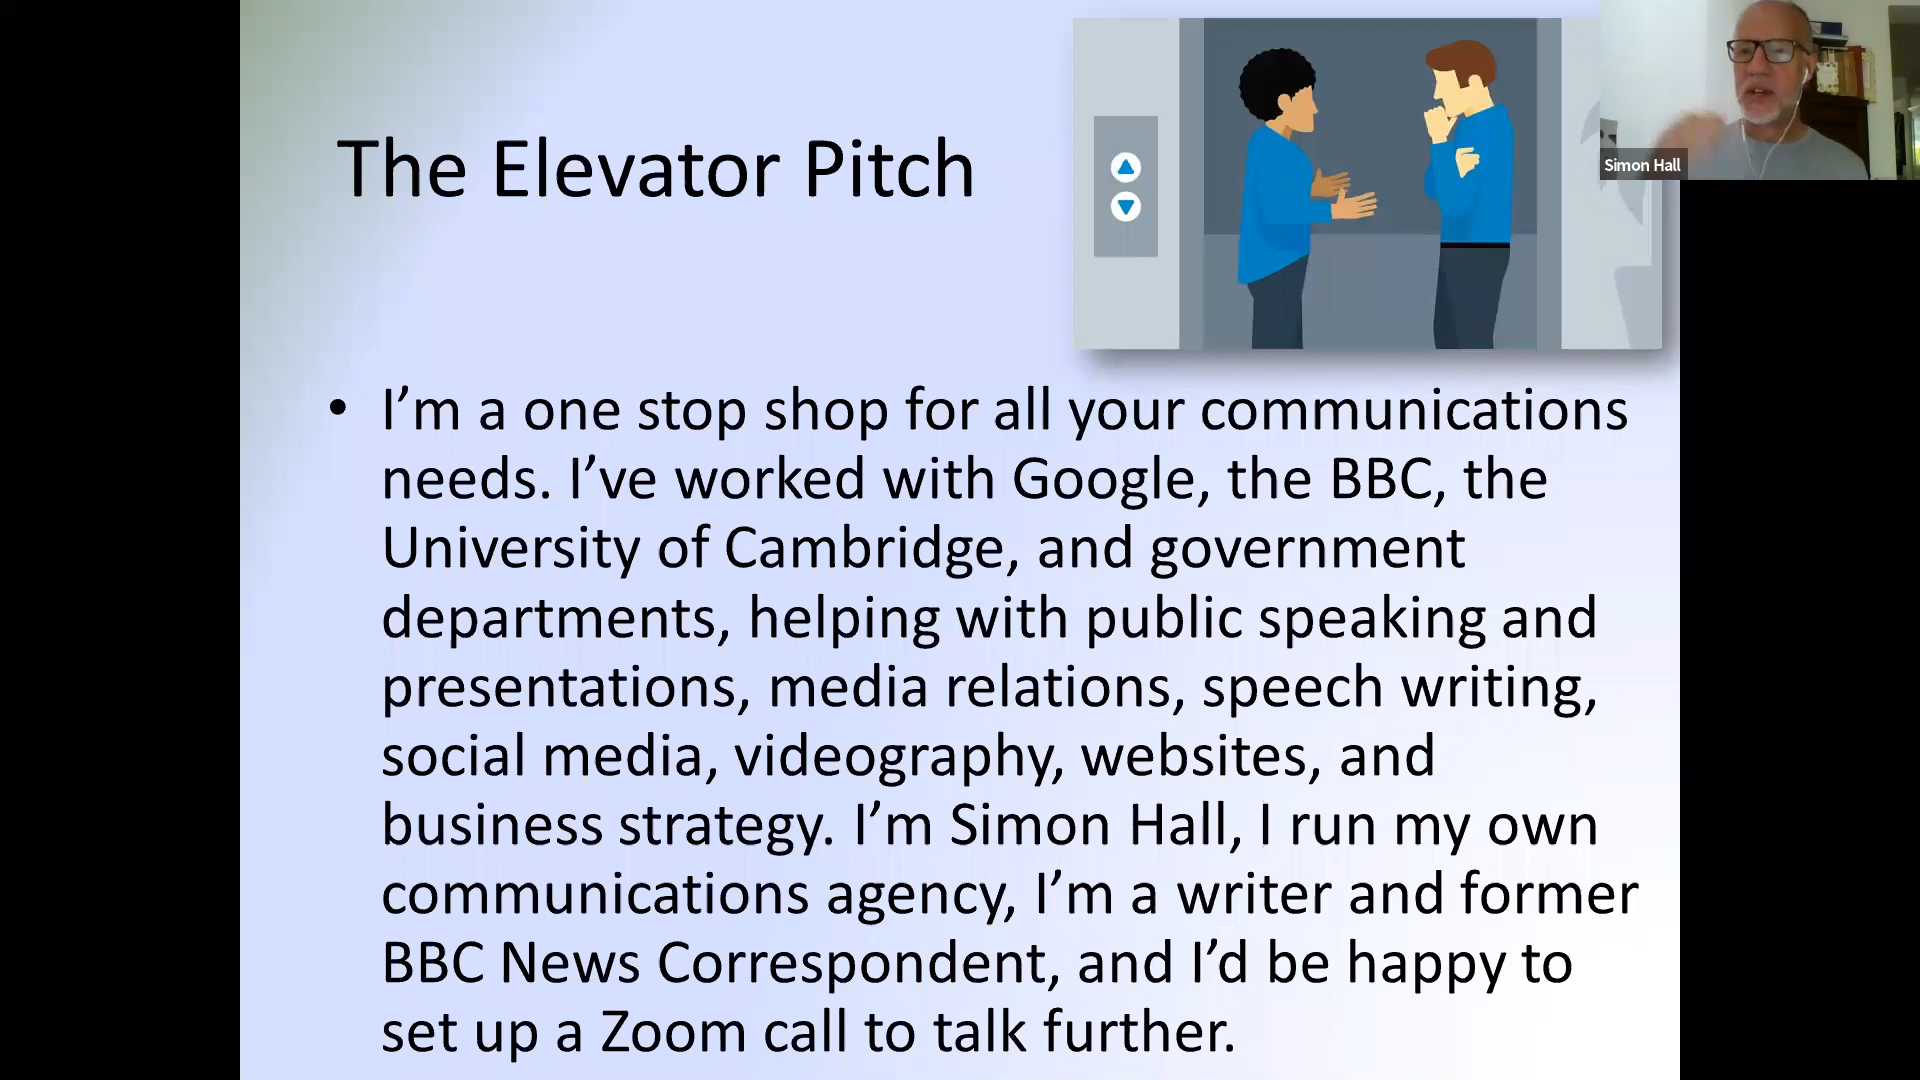 The Elevator Pitch
Simon Hall
• I’m a one stop shop for all your communications
needs. I’ve worked with Google, the BBC, the
University of Cambridge, and government
departments, helping with public speaking and
presentations, media relations, speech writing,
social media, videography, websites, and
business strategy. I’m Simon Hall, I run my own
communications agency, I’m a writer and former
BBC News Correspondent, and I’d be happy to
set up a Zoom call to talk further.